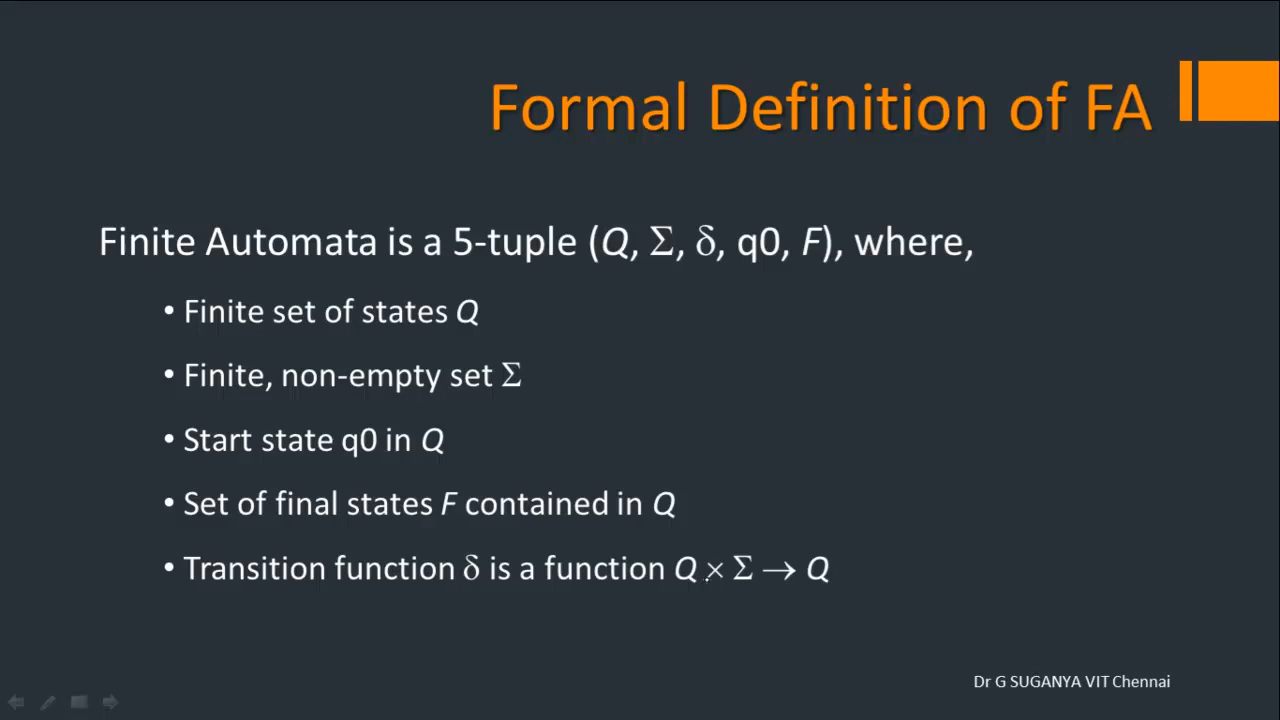 Formal Definition of FA
Finite Automata is a 5-tuple (Q, Σ, δ, q0, F), where,
• Finite set of states Q
• Finite, non-empty set Σ
• Start state q0 in Q
• Set of final states F contained in Q
• Transition function δ is a function Q × Σ → Q
Dr G SUGANYA VIT Chennai